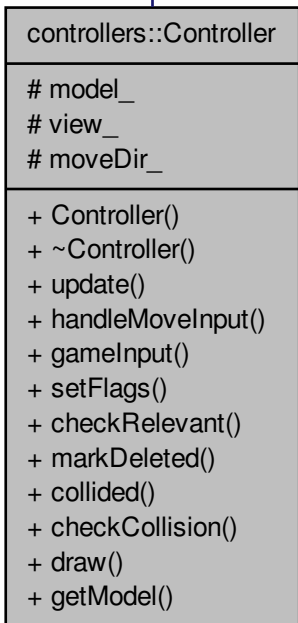 controllers::Controller
# model_
# view_
# moveDir_
+ Controller()
+ ~Controller()
+ update()
+ handleMoveInput()
+ gameInput()
+ setFlags()
+ checkRelevant()
+ markDeleted()
+ collided()
+ checkCollision()
+ draw()
+ getModel()